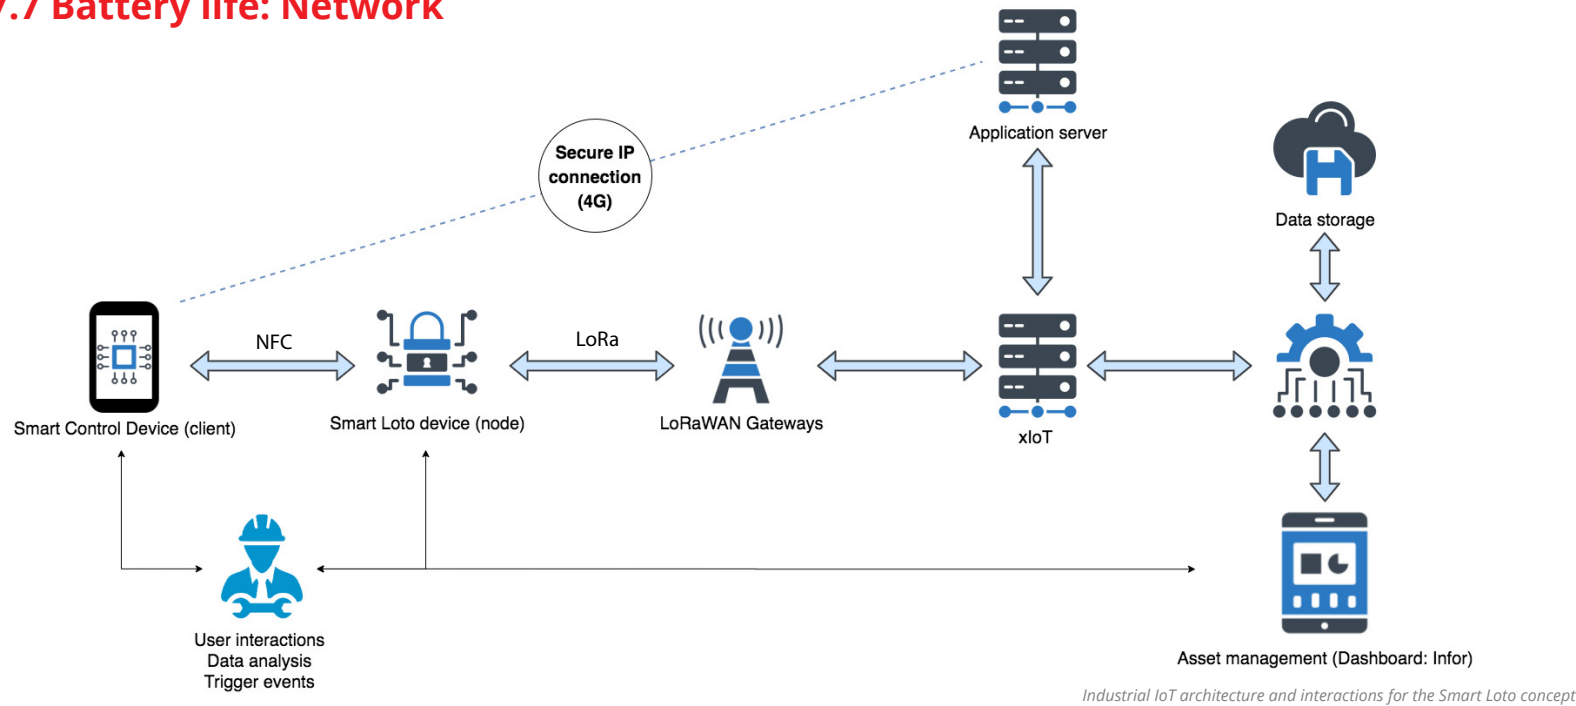 7.7 Battery life: Network
Secure IP
connection
(4G)
Application server
Data storage
NFC
LoRa
Smart Control Device (client)
Smart Loto device (node)
LoRaWAN Gateways
xIoT
User interactions
Data analysis
Trigger events
Asset management (Dashboard: Infor)
Industrial IoT architecture and interactions for the Smart Loto concept